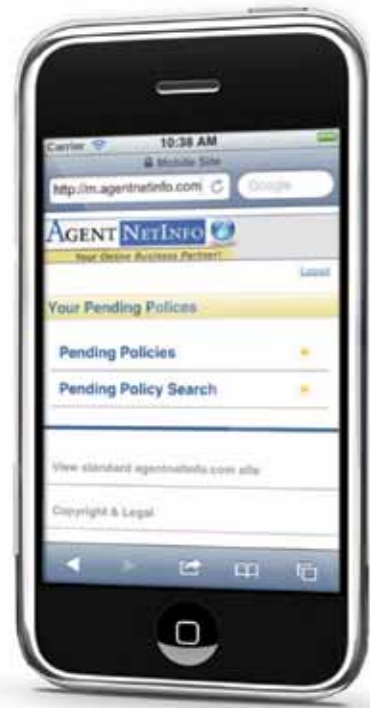 Carrier 10:38 AM
Mobile Site
http://m.agentnetinfo.com Google
AGENT NETINFO
Your Online Business Partner!
Logout
Your Pending Polices
Pending Policies
Pending Policy Search
View standard agentnetinfo.com site
Copyright & Legal